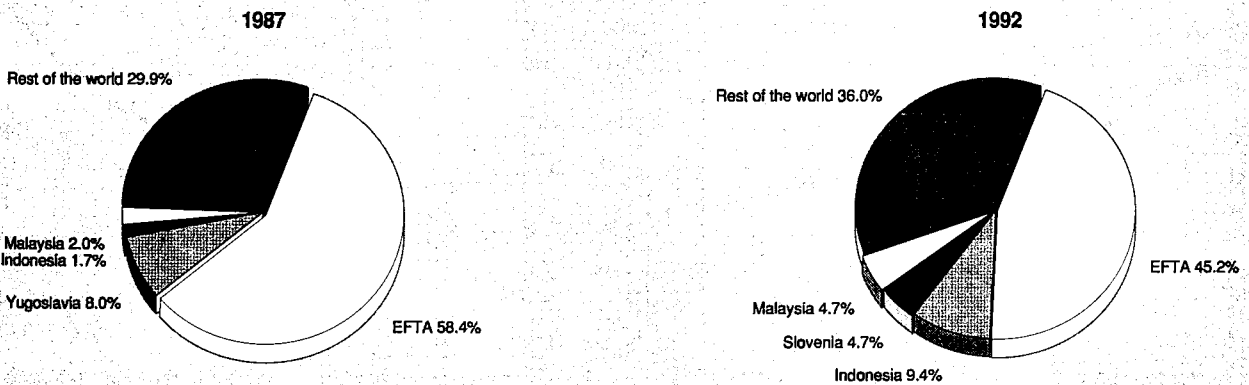 1987
Rest of the world 29.9%
Malaysia 2.0%
Indonesia 1.7%
Yugoslavia 8.0%
EFTA 58.4%
1992
Rest of the world 36.0%
EFTA 45.2%
Malaysia 4.7%
Slovenia 4.7%
Indonesia 9.4%